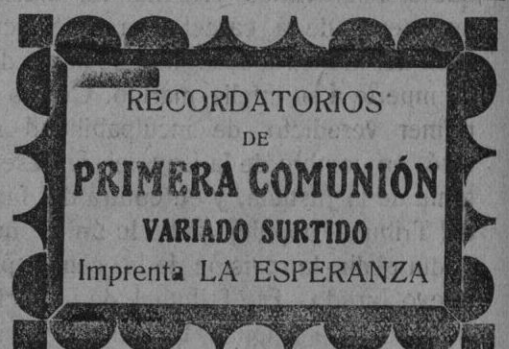 RECORDATORIOS
DE
PRIMERA COMUNIÓN
VARIADO SURTIDO
Imprenta LA ESPERANZA